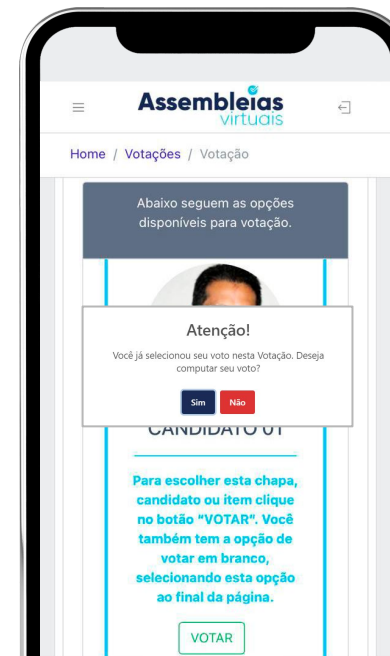 Assembleias
virtuais
Home / Votações / Votação
Abaixo seguem as opções
disponíveis para votação.
Atenção!
Você já selecionou seu voto nesta Votação. Deseja
computar seu voto?
Sim Não
CANDIDATO 01
Para escolher esta chapa,
candidato ou item clique
no botão "VOTAR". Você
também tem a opção de
votar em branco,
selecionando esta opção
ao final da página.
VOTAR